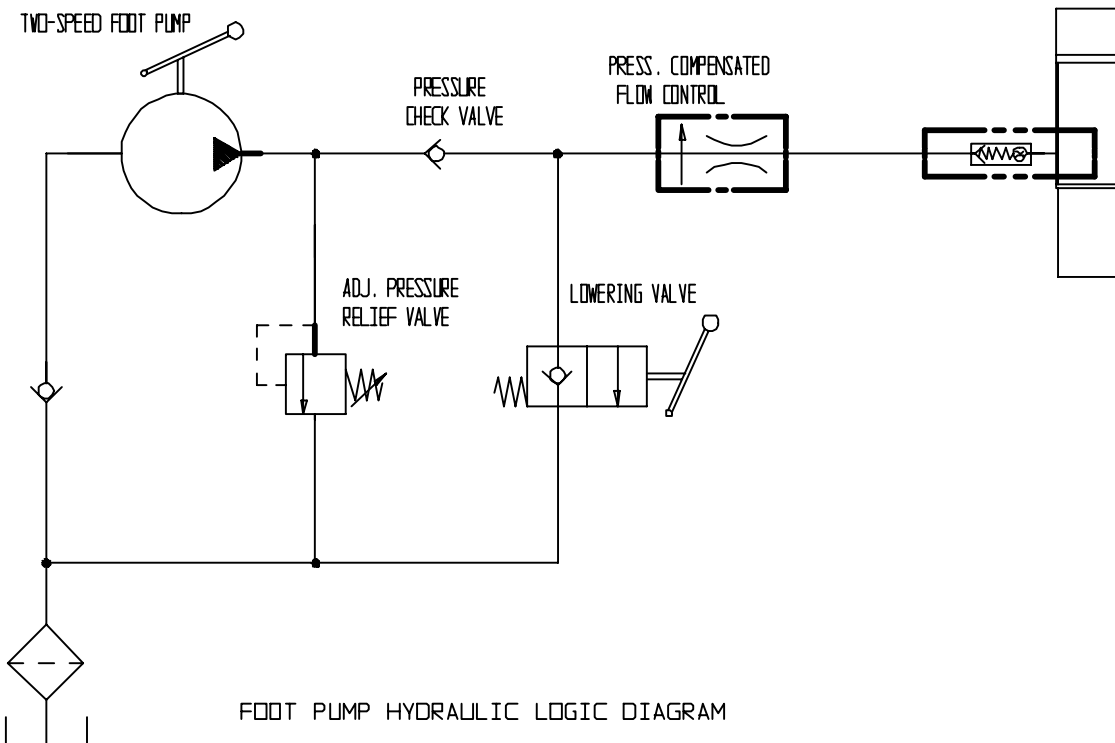 TWO-SPEED FOOT PUMP
PRESSURE
CHECK VALVE
PRESS. COMPENSATED
FLOW CONTROL
ADJ. PRESSURE
RELIEF VALVE
LOWERING VALVE
FOOT PUMP HYDRAULIC LOGIC DIAGRAM